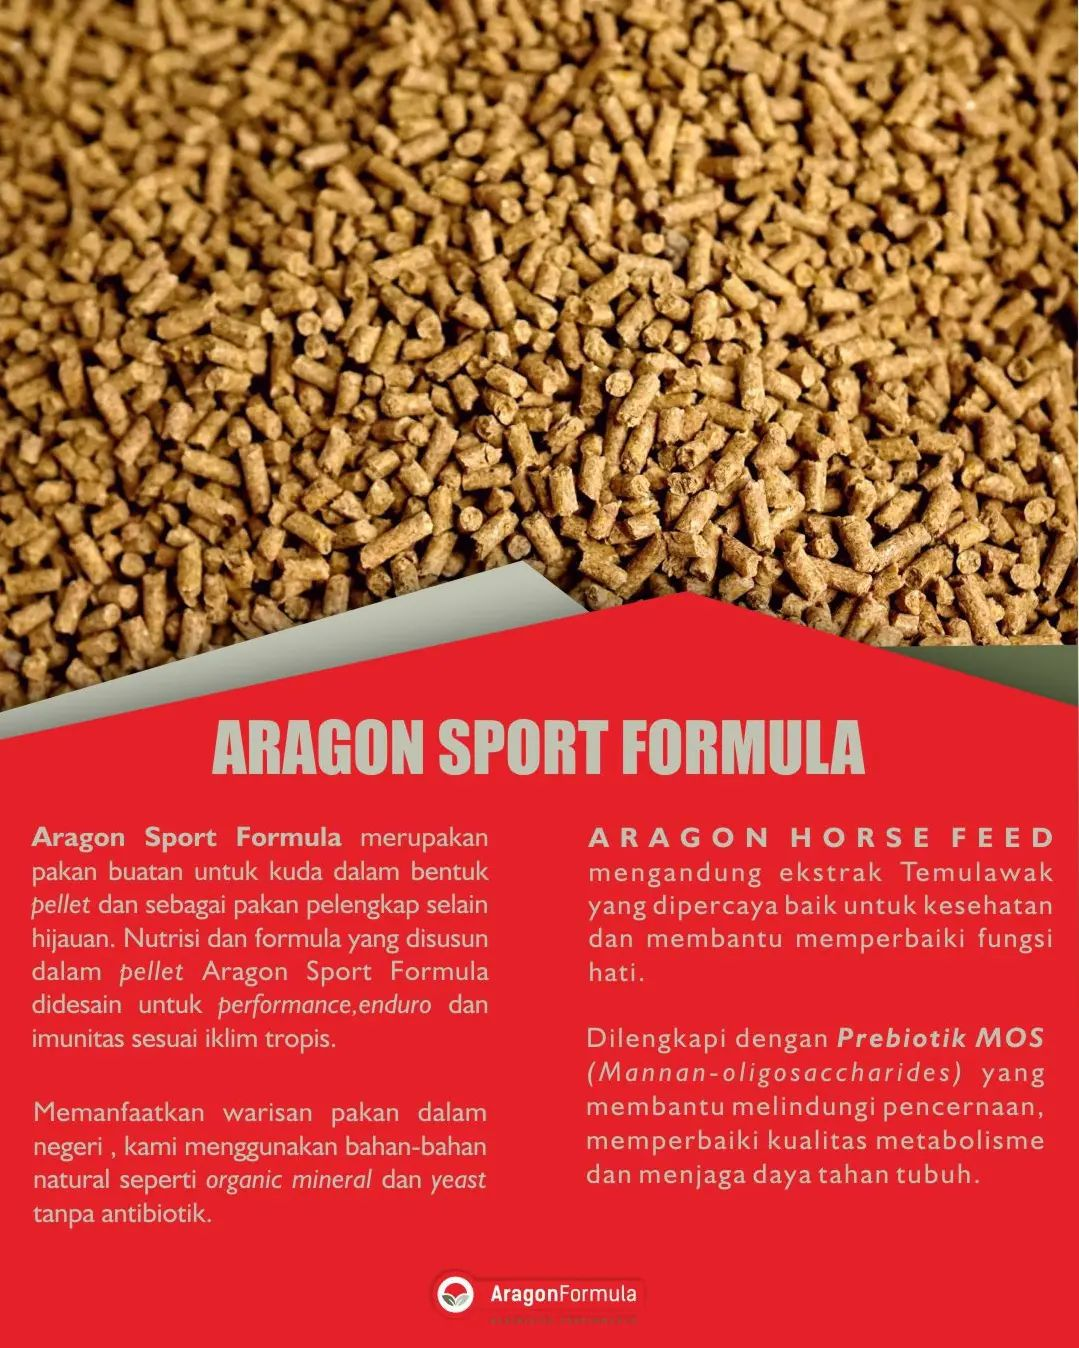 ARAGON SPORT FORMULA
Aragon Sport Formula merupakan
pakan buatan untuk kuda dalam bentuk
pellet dan sebagai pakan pelengkap selain
hijauan. Nutrisi dan formula yang disusun
dalam pellet Aragon Sport Formula
didesain untuk performance,enduro dan
imunitas sesuai iklim tropis.
Memanfaatkan warisan pakan dalam
negeri , kami menggunakan bahan-bahan
natural seperti organic mineral dan yeast
tanpa antibiotik.
ARAGON HORSE FEED
mengandung ekstrak Temulawak
yang dipercaya baik untuk kesehatan
dan membantu memperbaiki fungsi
hati.
Dilengkapi dengan Prebiotik MOS
(Mannan-oligosaccharides) yang
membantu melindungi pencernaan,
memperbaiki kualitas metabolisme
dan menjaga daya tahan tubuh.
AragonFormula